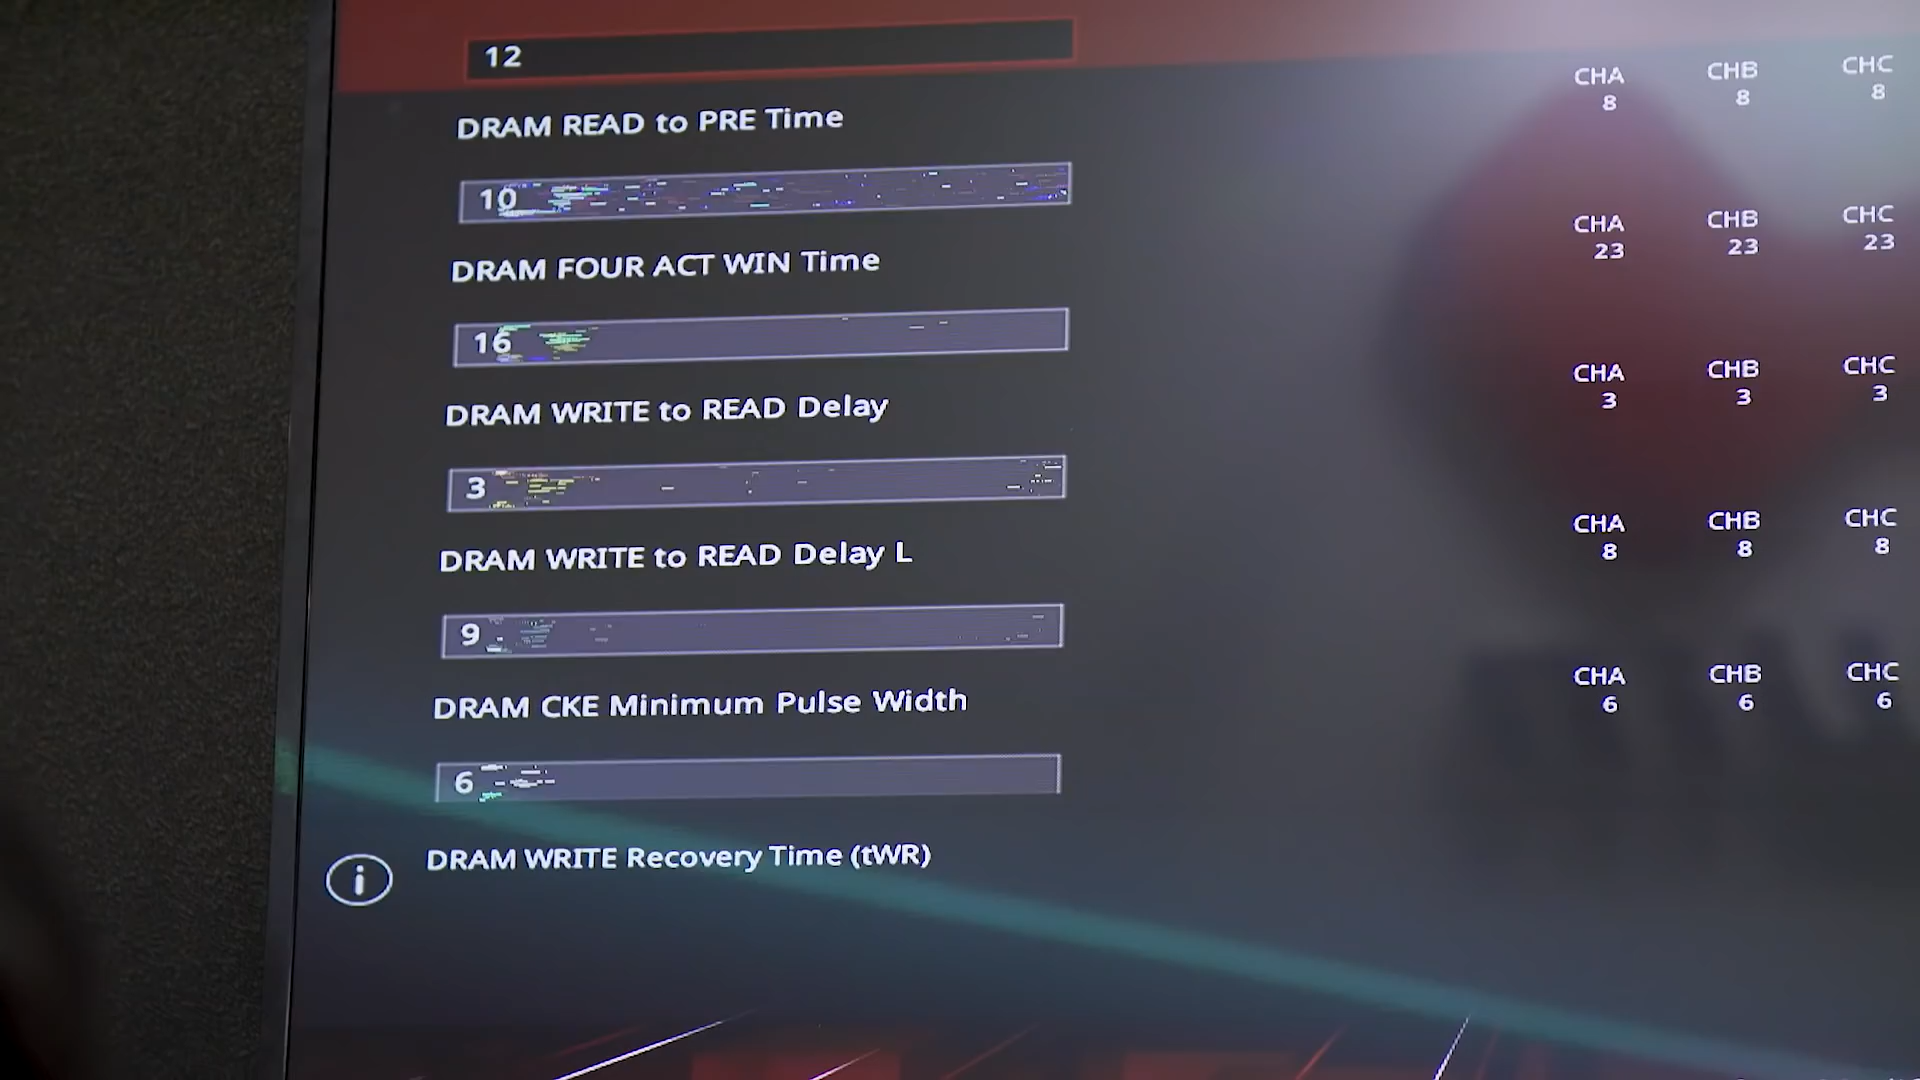 12
CHA CHB CHC
8 8 8
DRAM READ to PRE Time
10
CHA CHB CHC
23 23 23
DRAM FOUR ACT WIN Time
16
CHA CHB CHC
3 3 3
DRAM WRITE to READ Delay
3
CHA CHB CHC
8 8 8
DRAM WRITE to READ Delay L
9
CHA CHB CHC
6 6 6
DRAM CKE Minimum Pulse Width
6
i
DRAM WRITE Recovery Time (tWR)